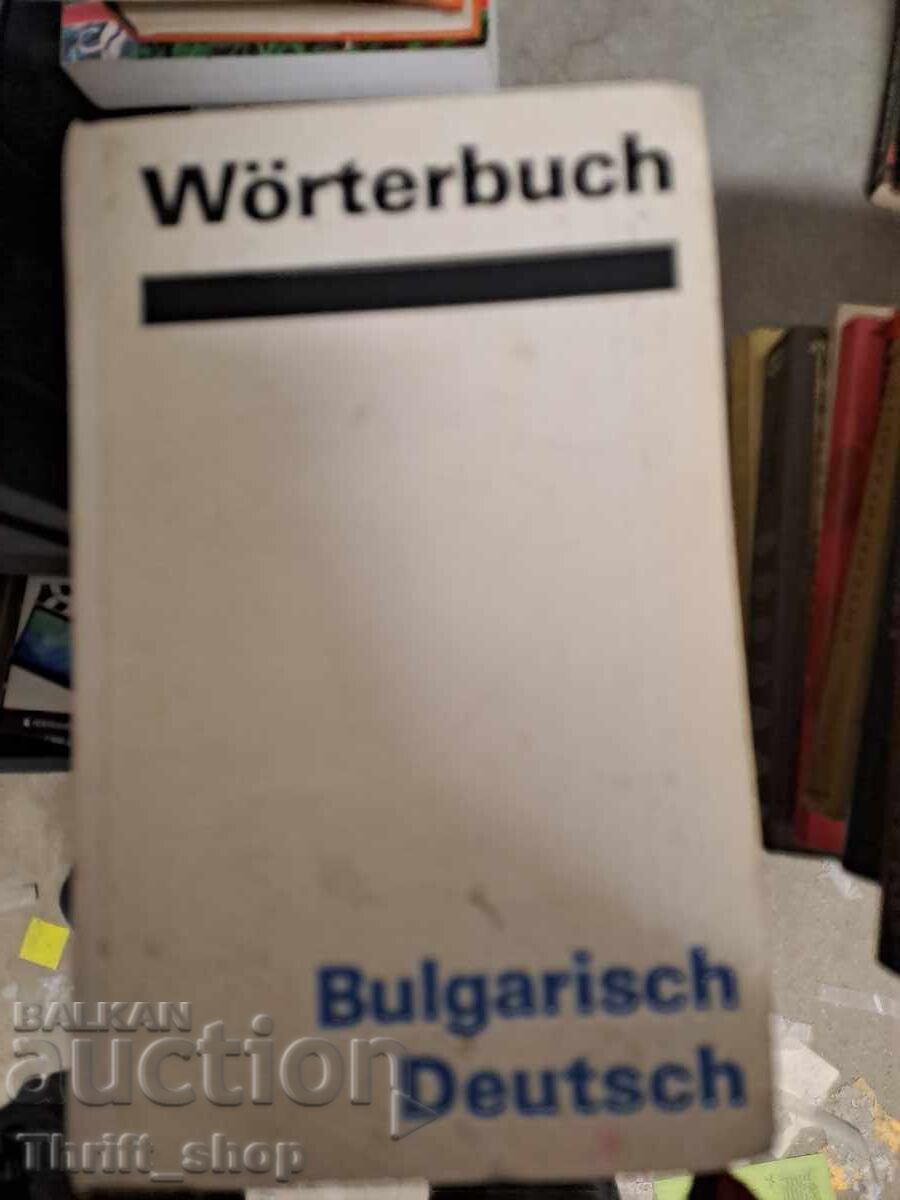 Wörterbuch
Bulgarisch
Deutsch
BALKAN
auction
Thrift_shop